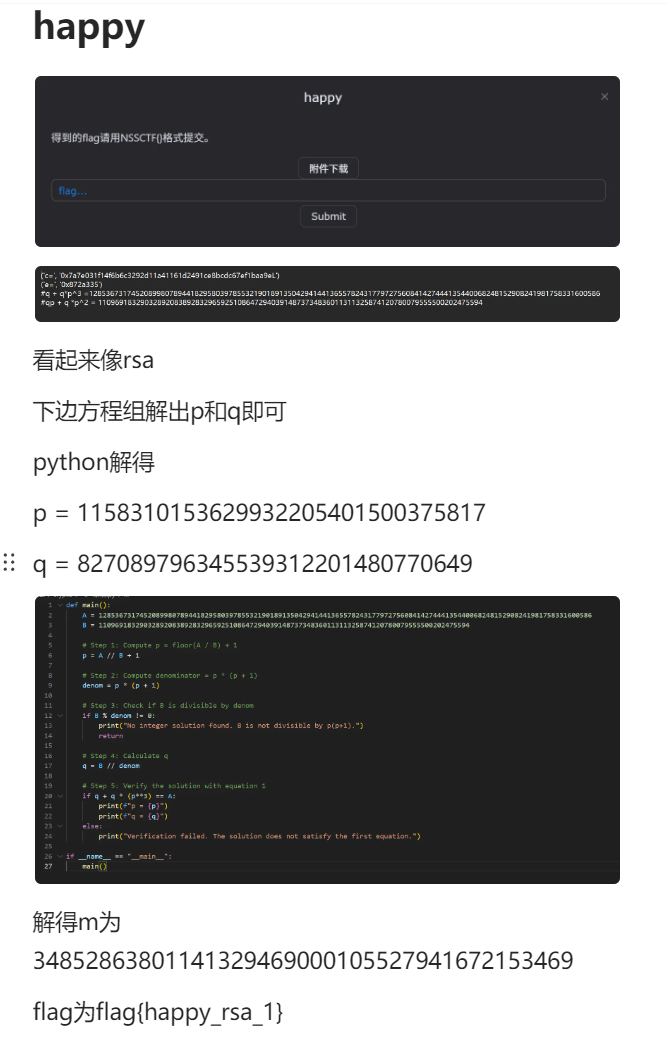 happy
happy
×
得到的flag请用NSSCTF{}格式提交。
附件下载
flag...
Submit
('c=', '0x7a7e031f14f6b6c3292d11a41161d2491ce8bcdc67ef1baa9eL')
('e=', '0x872a335')
#q + q*p^3 =1285367317452089980789441829580397855321901891350429414413655782431779727560841427444135440068248152908241981758331600586
#qp + q *p^2 = 1109691832903289208389283296592510864729403914873734836011311325874120780079555500202475594
看起来像rsa
下边方程组解出p和q即可
python解得
p = 1158310153629932205401500375817
q = 827089796345539312201480770649
1 def main():
2 A = 1285367317452089980789441829580397855321901891350429414413655782431779727560841427444135440068248152908241981758331600586
3 B = 1109691832903289208389283296592510864729403914873734836011311325874120780079555500202475594
4
5 # Step 1: Compute p = floor(A / B) + 1
6 p = A // B + 1
7
8 # Step 2: Compute denominator = p * (p + 1)
9 denom = p * (p + 1)
10
11 # Step 3: Check if B is divisible by denom
12 if B % denom != 0:
13 print("No integer solution found. B is not divisible by p(p+1).")
14 return
15
16 # Step 4: Calculate q
17 q = B // denom
18
19 # Step 5: Verify the solution with equation 1
20 if q + q * (p**3) == A:
21 print(f"p = {p}")
22 print(f"q = {q}")
23 else:
24 print("Verification failed. The solution does not satisfy the first equation.")
25
26 if __name__ == "__main__":
27 main()
解得m为
34852863801141329469000105527941672153469
flag为flag{happy_rsa_1}